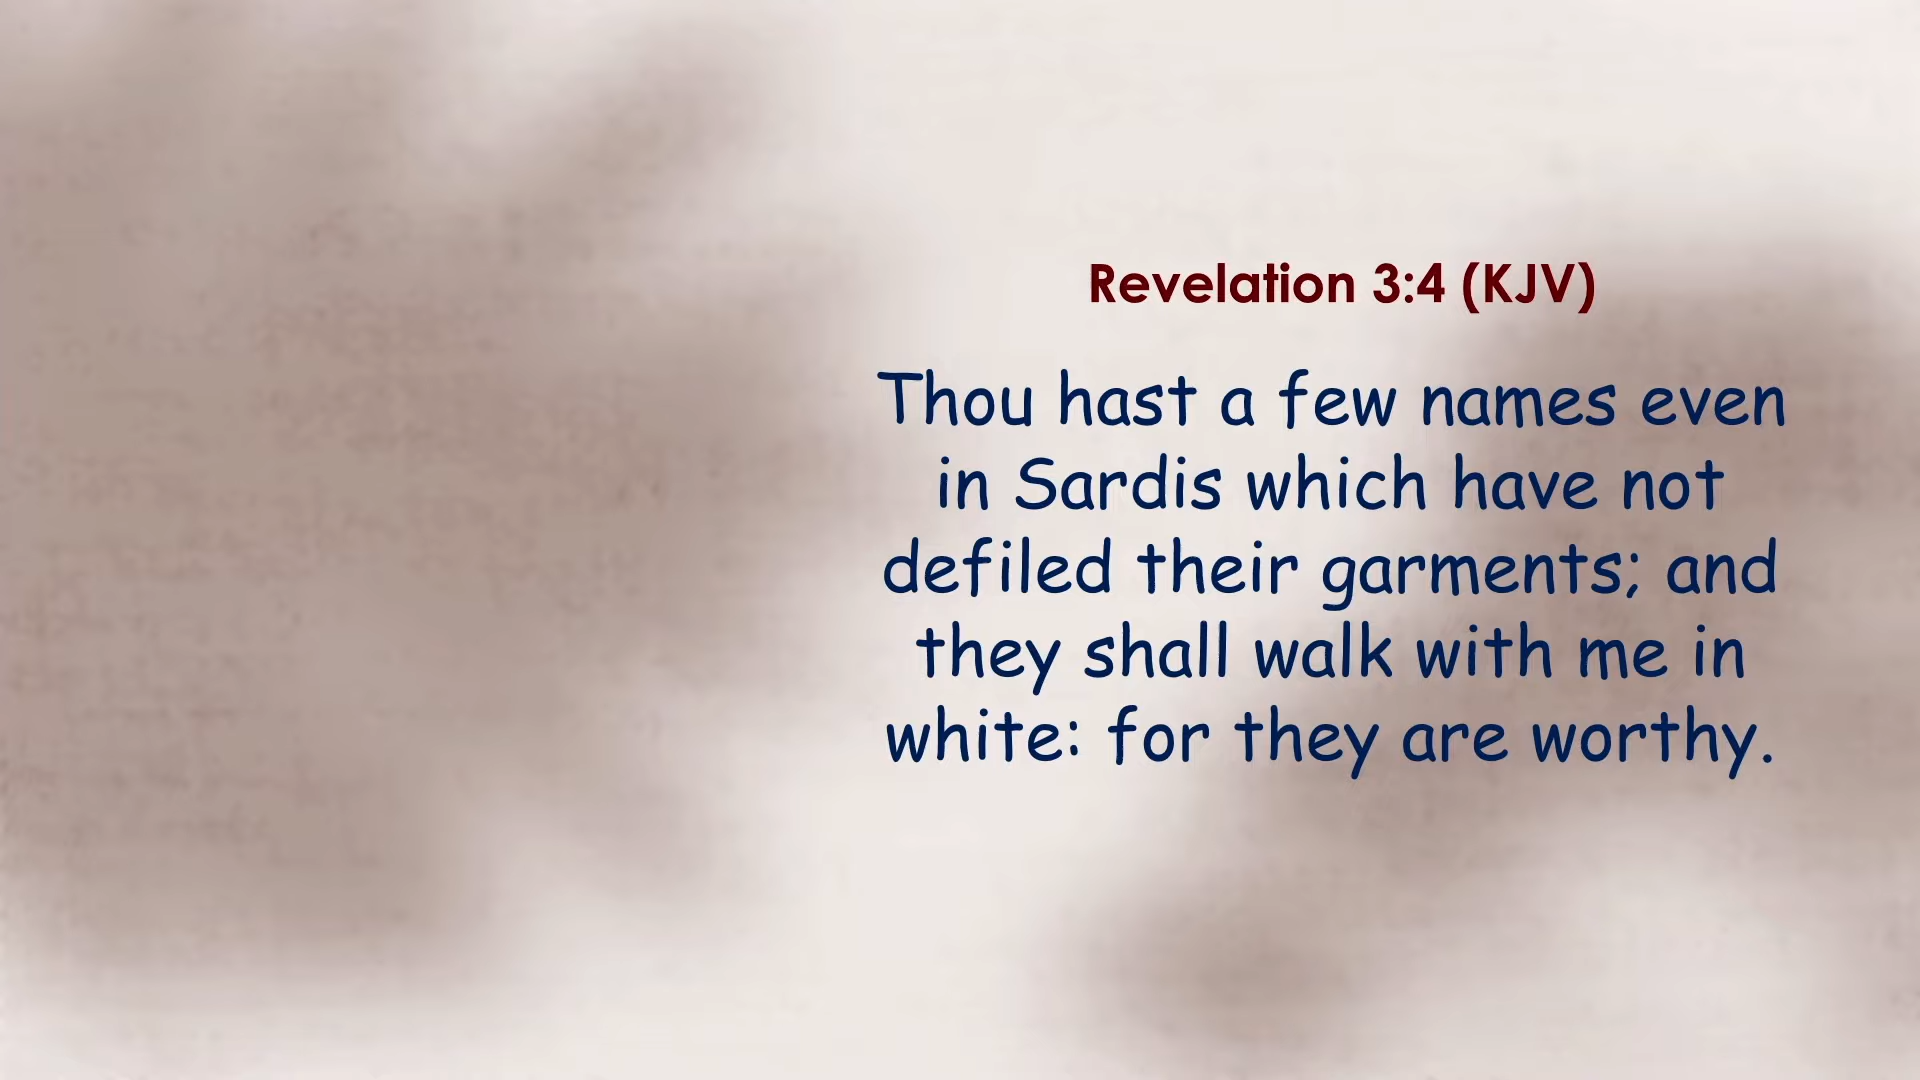 Revelation 3:4 (KJV)
Thou hast a few names even
in Sardis which have not
defiled their garments; and
they shall walk with me in
white: for they are worthy.